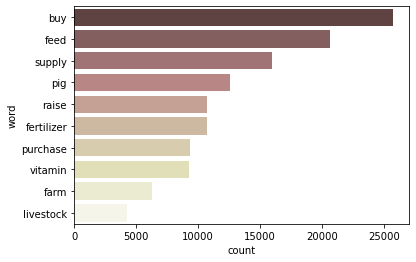 buy
feed
supply
pig
raise
fertilizer
purchase
vitamin
farm
livestock
word
0 5000 10000 15000 20000 25000
count